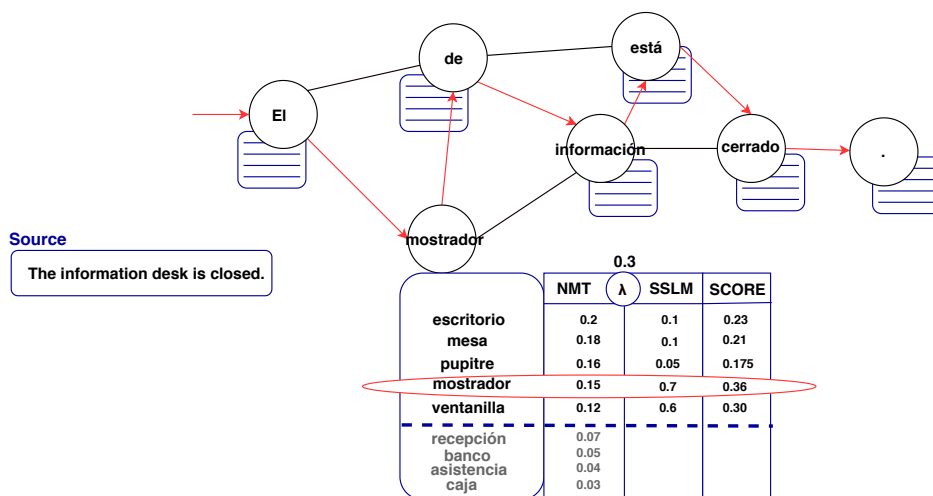 está
de
El
información
cerrado
.
mostrador
Source
The information desk is closed.
0.3
NMT λ SSLM SCORE
escritorio 0.2 0.1 0.23
mesa 0.18 0.1 0.21
pupitre 0.16 0.05 0.175
mostrador 0.15 0.7 0.36
ventanilla 0.12 0.6 0.30
recepción 0.07
banco 0.05
asistencia 0.04
caja 0.03